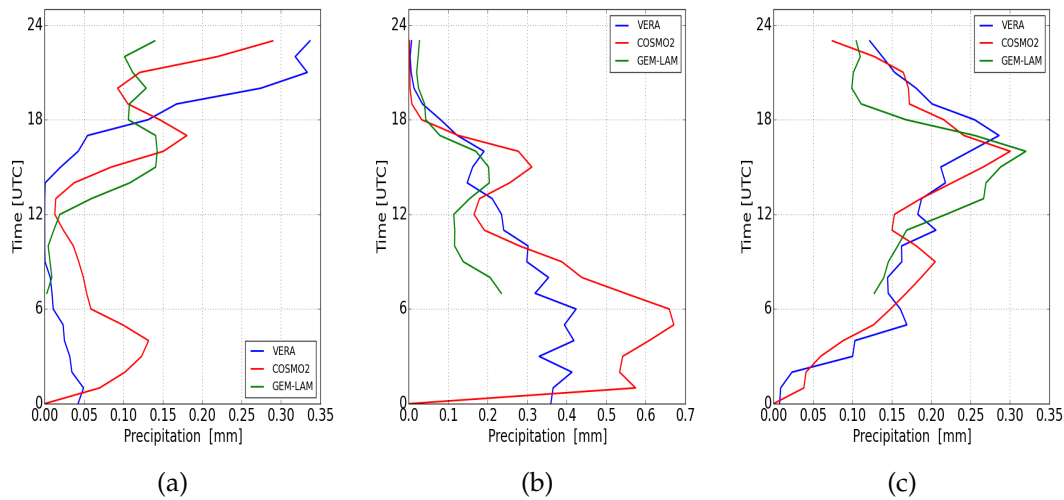 24
18
12
6
0
Time [UTC]
0.00 0.05 0.10 0.15 0.20 0.25 0.30 0.35
Precipitation [mm]
VERA
COSMO2
GEM-LAM
(a)
24
18
12
6
0
Time [UTC]
0.0 0.1 0.2 0.3 0.4 0.5 0.6 0.7
Precipitation [mm]
VERA
COSMO2
GEM-LAM
(b)
24
18
12
6
0
Time [UTC]
0.00 0.05 0.10 0.15 0.20 0.25 0.30 0.35
Precipitation [mm]
VERA
COSMO2
GEM-LAM
(c)